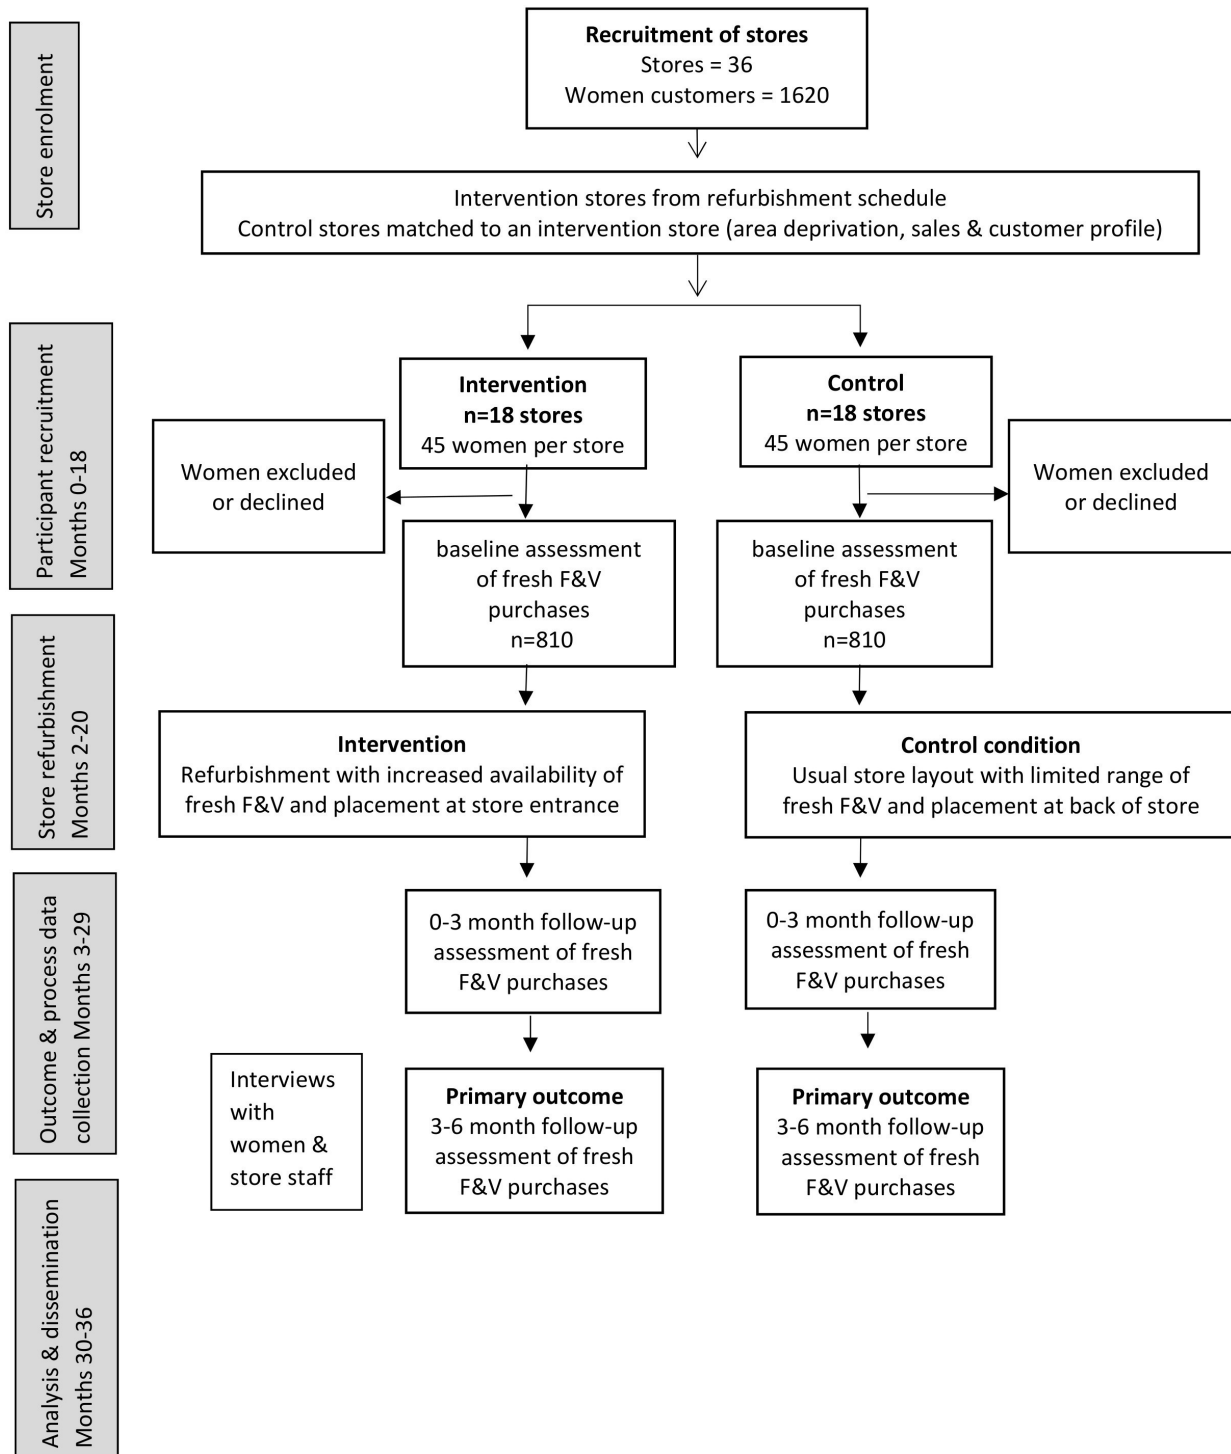 Store enrolment
Recruitment of stores
Stores = 36
Women customers = 1620
Intervention stores from refurbishment schedule
Control stores matched to an intervention store (area deprivation, sales & customer profile)
Participant recruitment
Months 0-18
Intervention
n=18 stores
45 women per store
Control
n=18 stores
45 women per store
Women excluded
or declined
Women excluded
or declined
baseline assessment
of fresh F&V
purchases
n=810
baseline assessment
of fresh F&V
purchases
n=810
Store refurbishment
Months 2-20
Intervention
Refurbishment with increased availability of
fresh F&V and placement at store entrance
Control condition
Usual store layout with limited range of
fresh F&V and placement at back of store
Outcome & process data
collection Months 3-29
0-3 month follow-up
assessment of fresh
F&V purchases
0-3 month follow-up
assessment of fresh
F&V purchases
Interviews
with
women &
store staff
Primary outcome
3-6 month follow-up
assessment of fresh
F&V purchases
Primary outcome
3-6 month follow-up
assessment of fresh
F&V purchases
Analysis & dissemination
Months 30-36